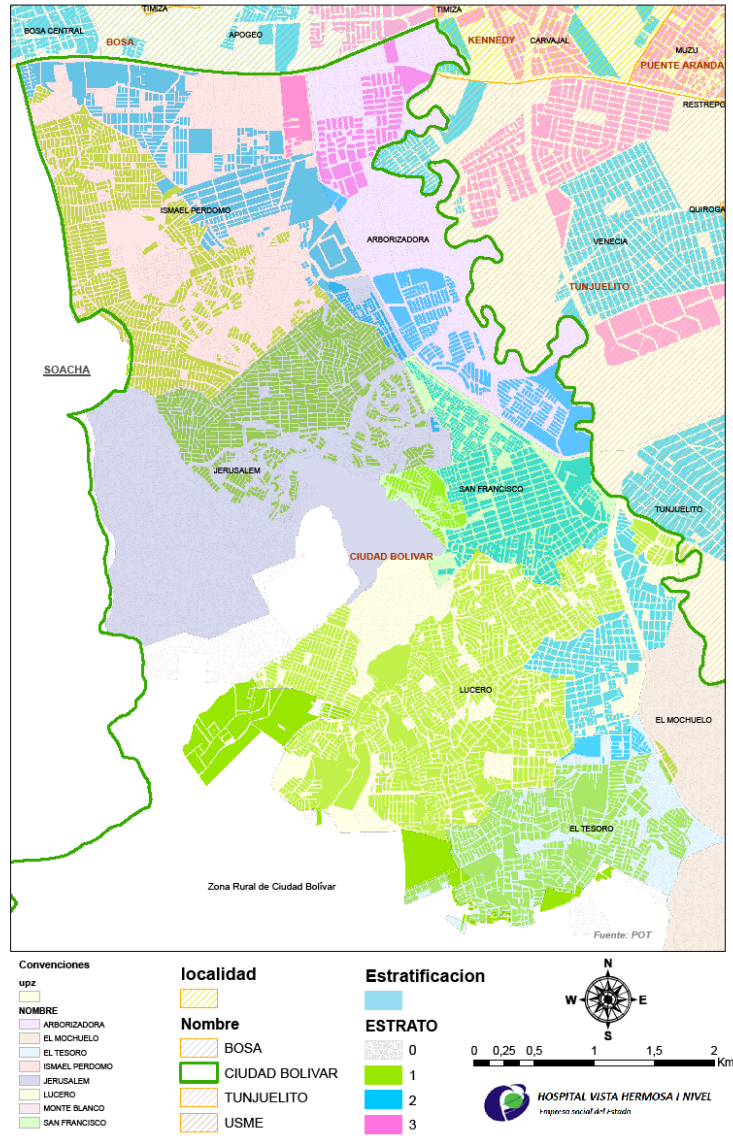 TIMIZA
TIMIZA
BOSA CENTRAL
BOSA
APOGEO
KENNEDY
CARVAJAL
MUZU
PUENTE ARANDA
RESTREPO
ISMAEL PERDOMO
QUIROGA
ARBORIZADORA
VENECIA
TUNJUELITO
SOACHA
JERUSALEM
SAN FRANCISCO
TUNJUELITO
CIUDAD BOLIVAR
LUCERO
EL MOCHUELO
EL TESORO
Zona Rural de Ciudad Bolívar
Fuente: POT
Convenciones
upz
NOMBRE
ARBORIZADORA
EL MOCHUELO
EL TESORO
ISMAEL PERDOMO
JERUSALEM
LUCERO
MONTE BLANCO
SAN FRANCISCO
localidad
Nombre
BOSA
CIUDAD BOLIVAR
TUNJUELITO
USME
Estratificacion
ESTRATO
0
1
2
3
N
W E
S
0 0,25 0,5 1 1,5 2
Km
HOSPITAL VISTA HERMOSA I NIVEL
Empresa social del Estado